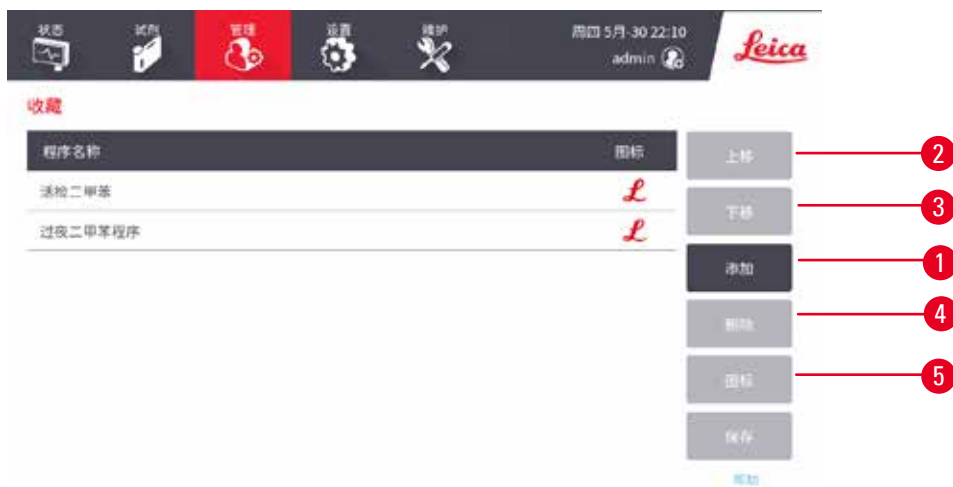 状态 试剂 管理 设置 维护 周四 5月-30 22:10
admin
Leica
收藏
程序名称 图标
活检二甲苯
过夜二甲苯程序
上移
下移
添加
删除
图标
保存
帮助
2
3
1
4
5